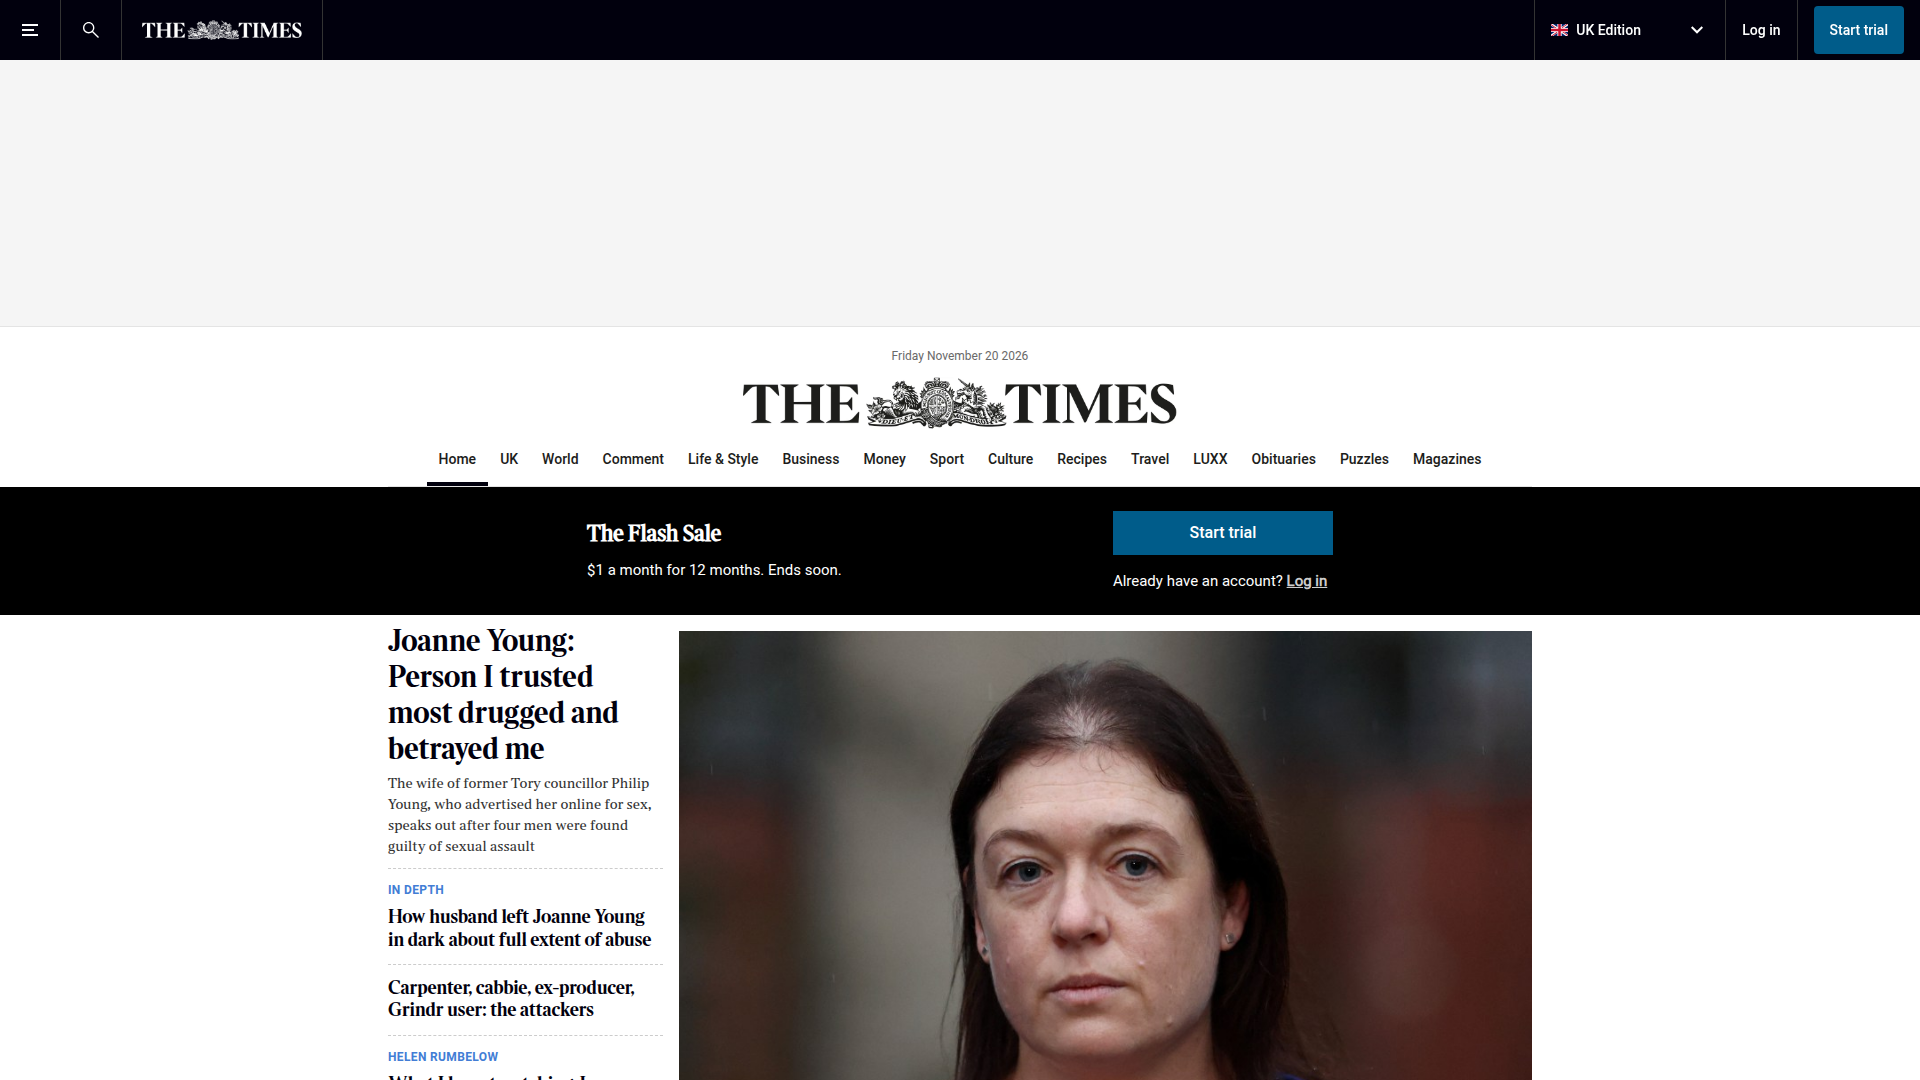 THE TIMES
UK Edition
Log in
Start trial
Friday November 20 2026
THE TIMES
Home UK World Comment Life & Style Business Money Sport Culture Recipes Travel LUXX Obituaries Puzzles Magazines
The Flash Sale
$1 a month for 12 months. Ends soon.
Start trial
Already have an account? Log in
Joanne Young:
Person I trusted
most drugged and
betrayed me
The wife of former Tory councillor Philip
Young, who advertised her online for sex,
speaks out after four men were found
guilty of sexual assault
IN DEPTH
How husband left Joanne Young
in dark about full extent of abuse
Carpenter, cabbie, ex-producer,
Grindr user: the attackers
HELEN RUMBELOW